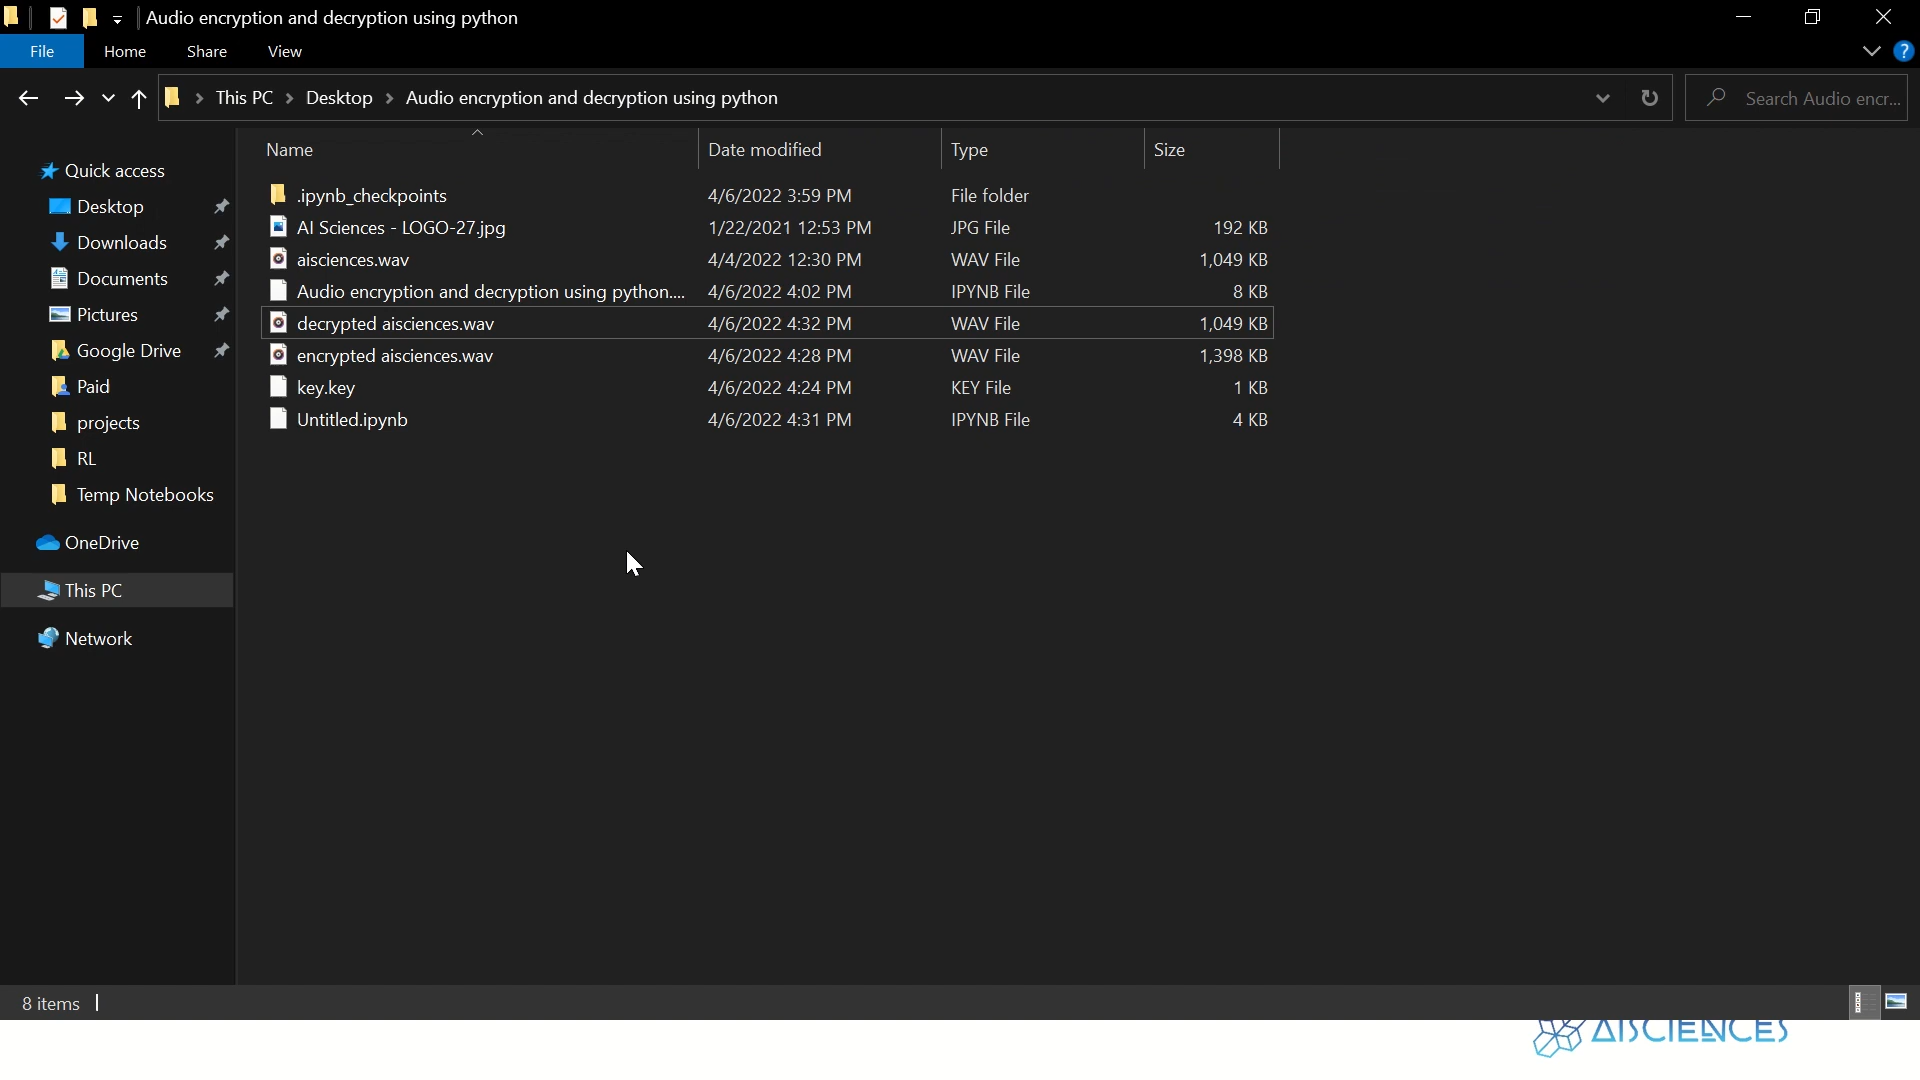 Audio encryption and decryption using python
File Home Share View
This PC > Desktop > Audio encryption and decryption using python
Search Audio encr...
Name Date modified Type Size
Quick access
Desktop
Downloads
Documents
Pictures
Google Drive
Paid
projects
RL
Temp Notebooks
OneDrive
This PC
Network
.ipynb_checkpoints 4/6/2022 3:59 PM File folder
AI Sciences - LOGO-27.jpg 1/22/2021 12:53 PM JPG File 192 KB
aisciences.wav 4/4/2022 12:30 PM WAV File 1,049 KB
Audio encryption and decryption using python.... 4/6/2022 4:02 PM IPYNB File 8 KB
decrypted aisciences.wav 4/6/2022 4:32 PM WAV File 1,049 KB
encrypted aisciences.wav 4/6/2022 4:28 PM WAV File 1,398 KB
key.key 4/6/2022 4:24 PM KEY File 1 KB
Untitled.ipynb 4/6/2022 4:31 PM IPYNB File 4 KB
8 items
AISCIENCES